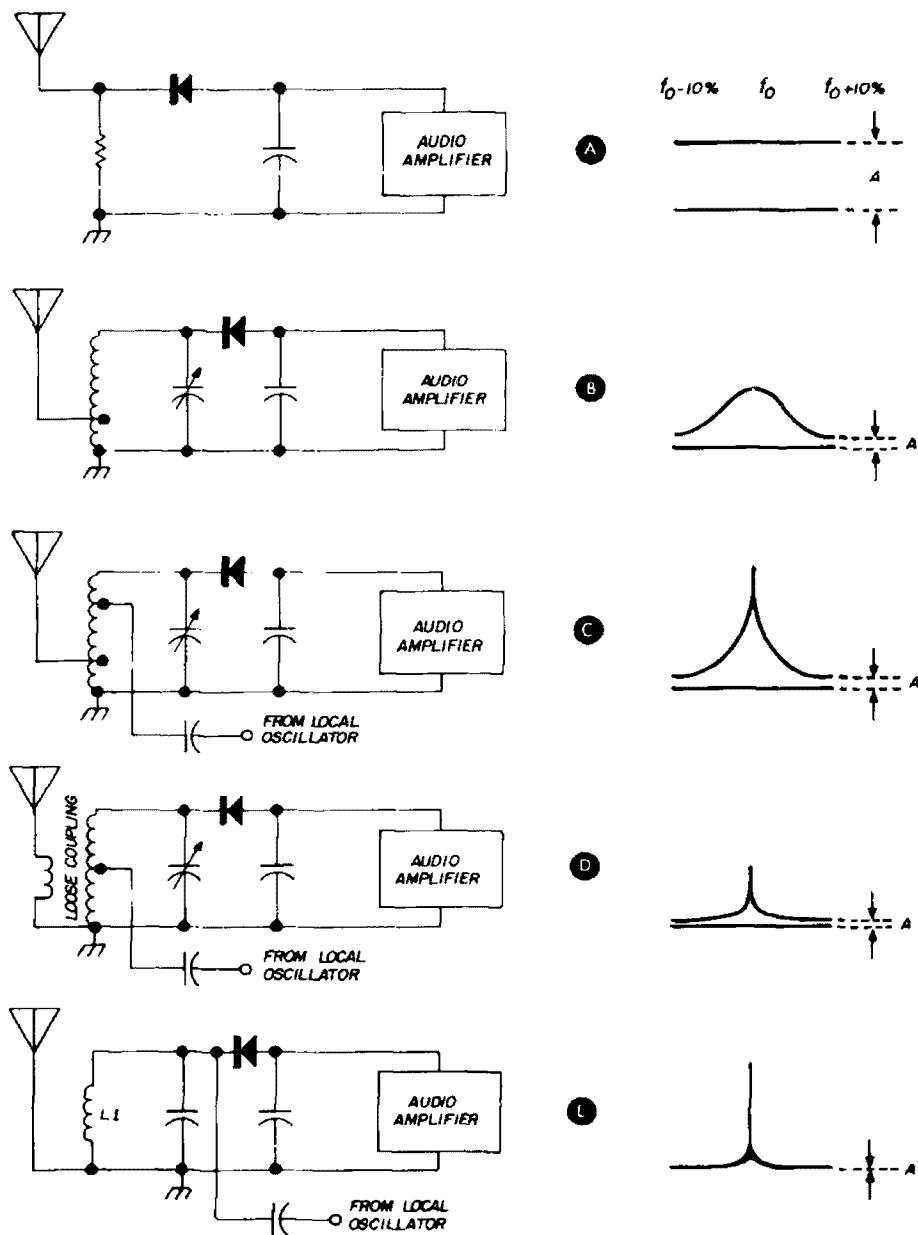 f0-10% f0 f0+10%
AUDIO
AMPLIFIER
A
A
AUDIO
AMPLIFIER
B
A
AUDIO
AMPLIFIER
C
A
FROM LOCAL
OSCILLATOR
LOOSE COUPLING
AUDIO
AMPLIFIER
D
A
FROM LOCAL
OSCILLATOR
L1
AUDIO
AMPLIFIER
A
FROM LOCAL
OSCILLATOR